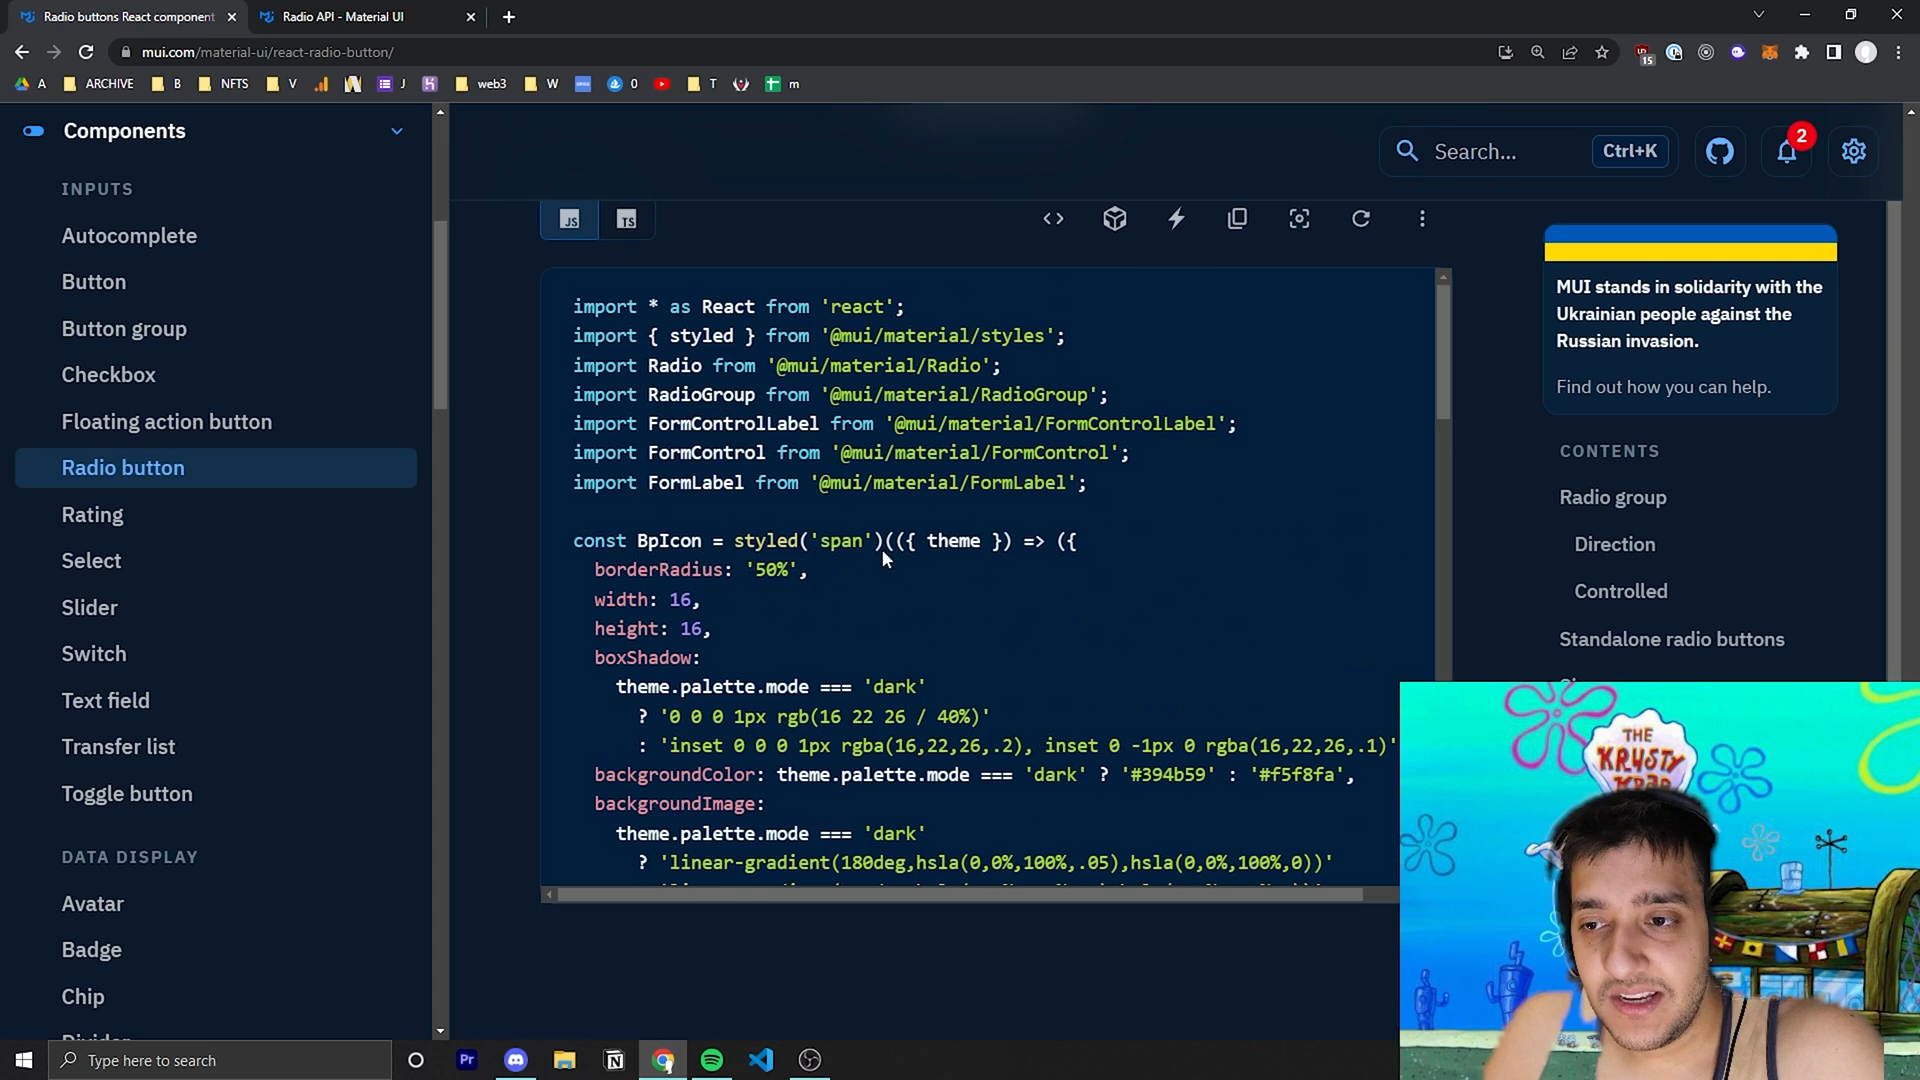 Radio buttons React component
Radio API - Material UI
mui.com/material-ui/react-radio-button/
15
A
ARCHIVE
B
NFTS
V
J
web3
W
0
T
m
Components
Search...
Ctrl+K
2
INPUTS
Autocomplete
Button
Button group
Checkbox
Floating action button
Radio button
Rating
Select
Slider
Switch
Text field
Transfer list
Toggle button
DATA DISPLAY
Avatar
Badge
Chip
JS
TS
import * as React from 'react';
import { styled } from '@mui/material/styles';
import Radio from '@mui/material/Radio';
import RadioGroup from '@mui/material/RadioGroup';
import FormControlLabel from '@mui/material/FormControlLabel';
import FormControl from '@mui/material/FormControl';
import FormLabel from '@mui/material/FormLabel';
const BpIcon = styled('span')(({ theme }) => ({
borderRadius: '50%',
width: 16,
height: 16,
boxShadow:
theme.palette.mode === 'dark'
? '0 0 0 1px rgb(16 22 26 / 40%)'
: 'inset 0 0 0 1px rgba(16,22,26,.2), inset 0 -1px 0 rgba(16,22,26,.1)'
backgroundColor: theme.palette.mode === 'dark' ? '#394b59' : '#f5f8fa',
backgroundImage:
theme.palette.mode === 'dark'
? 'linear-gradient(180deg,hsla(0,0%,100%,.05),hsla(0,0%,100%,0))'
MUI stands in solidarity with the
Ukrainian people against the
Russian invasion.
Find out how you can help.
CONTENTS
Radio group
Direction
Controlled
Standalone radio buttons
THE
KRUSTY
KRAB
Type here to search
Pr